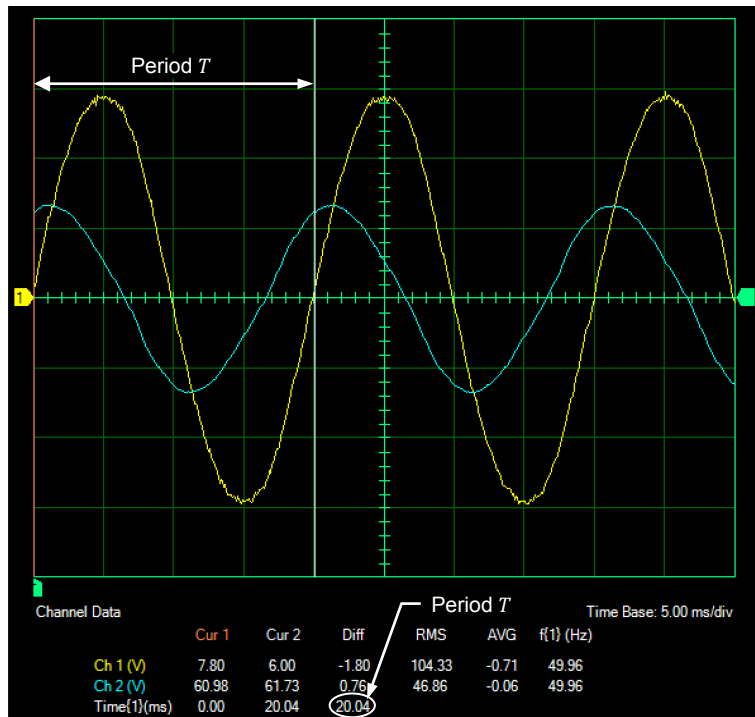 Period T
1
Period T
Channel Data
Time Base: 5.00 ms/div
Cur 1 Cur 2 Diff RMS AVG f{1} (Hz)
Ch 1 (V) 7.80 6.00 -1.80 104.33 -0.71 49.96
Ch 2 (V) 60.98 61.73 0.76 46.86 -0.06 49.96
Time{1}(ms) 0.00 20.04 20.04